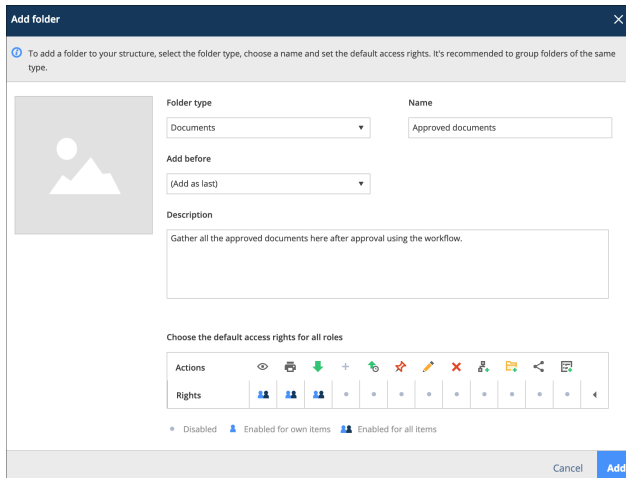 Add folder
To add a folder to your structure, select the folder type, choose a name and set the default access rights. It's recommended to group folders of the same
type.
Folder type
Name
Documents
Approved documents
Add before
(Add as last)
Description
Gather all the approved documents here after approval using the workflow.
Choose the default access rights for all roles
Actions
Rights
Disabled Enabled for own items Enabled for all items
Cancel Add